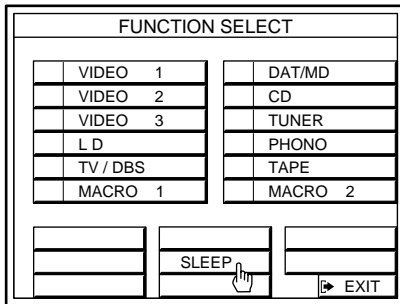 FUNCTION SELECT
VIDEO 1 DAT/MD
VIDEO 2 CD
VIDEO 3 TUNER
L D PHONO
TV / DBS TAPE
MACRO 1 MACRO 2
SLEEP
EXIT